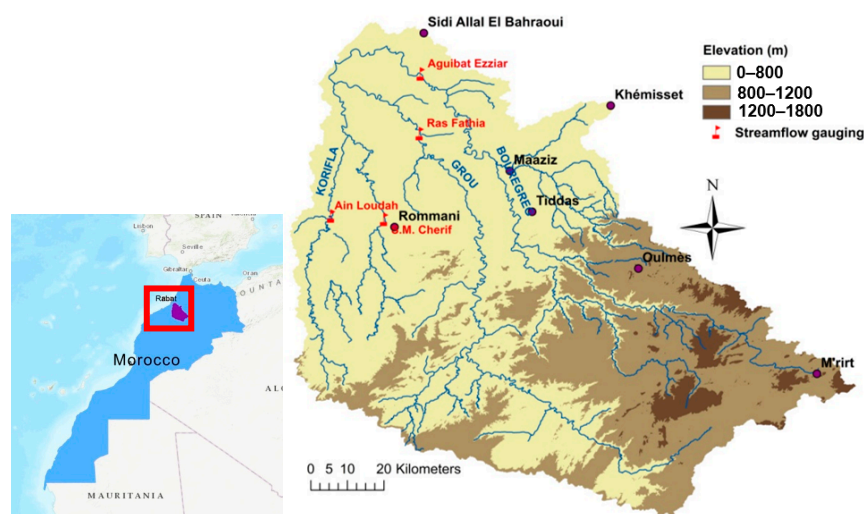 SPAIN
Lisbon
Seville
Gibraltar
Ceuta
Oran
Rabat
Morocco
MAURITANIA
Sidi Allal El Bahraoui
Aguibat Ezziar
Khémisset
Ras Fathia
Maaziz
KORIFLA
GROU
BOUREGREG
Tiddas
Ain Loudah
Rommani
S.M. Cherif
Oulmès
M'rirt
Elevation (m)
0–800
800–1200
1200–1800
Streamflow gauging
N
0 5 10 20 Kilometers